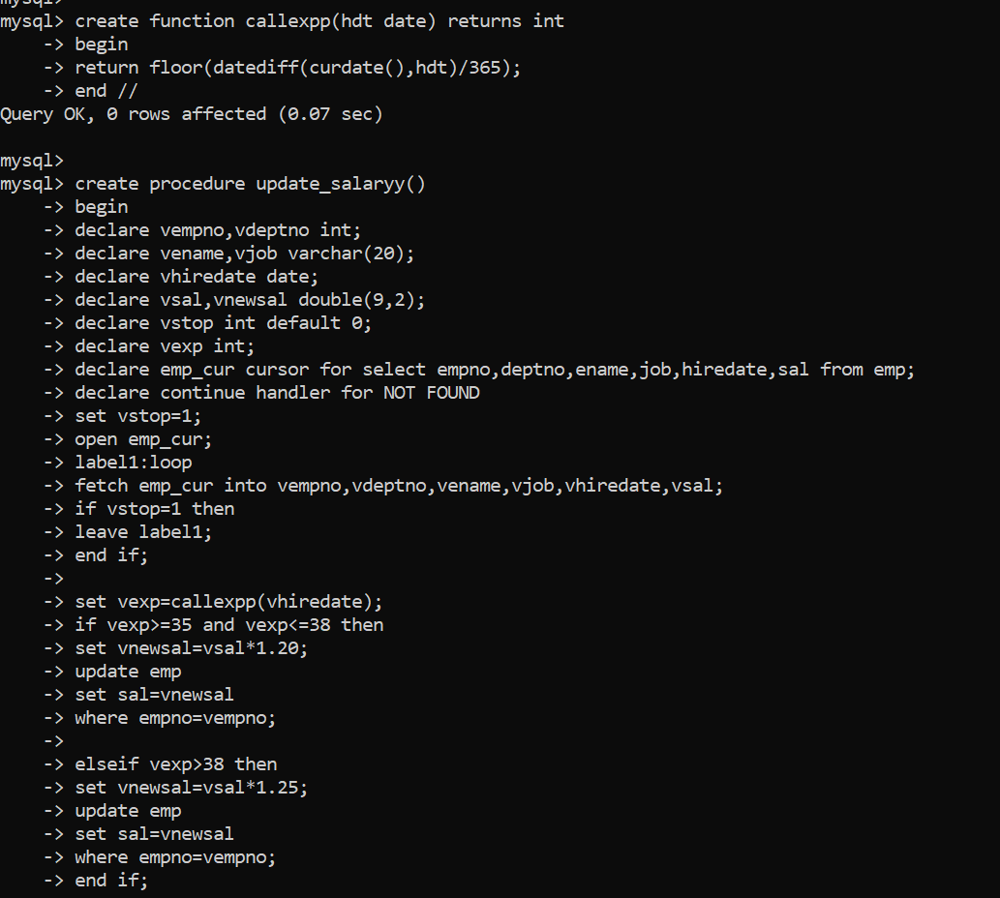 mysql>
mysql> create function callexpp(hdt date) returns int
    -> begin
    -> return floor(datediff(curdate(),hdt)/365);
    -> end //
Query OK, 0 rows affected (0.07 sec)
mysql>
mysql> create procedure update_salaryy()
    -> begin
    -> declare vempno,vdeptno int;
    -> declare vename,vjob varchar(20);
    -> declare vhiredate date;
    -> declare vsal,vnewsal double(9,2);
    -> declare vstop int default 0;
    -> declare vexp int;
    -> declare emp_cur cursor for select empno,deptno,ename,job,hiredate,sal from emp;
    -> declare continue handler for NOT FOUND
    -> set vstop=1;
    -> open emp_cur;
    -> label1:loop
    -> fetch emp_cur into vempno,vdeptno,vename,vjob,vhiredate,vsal;
    -> if vstop=1 then
    -> leave label1;
    -> end if;
    ->
    -> set vexp=callexpp(vhiredate);
    -> if vexp>=35 and vexp<=38 then
    -> set vnewsal=vsal*1.20;
    -> update emp
    -> set sal=vnewsal
    -> where empno=vempno;
    ->
    -> elseif vexp>38 then
    -> set vnewsal=vsal*1.25;
    -> update emp
    -> set sal=vnewsal
    -> where empno=vempno;
    -> end if;